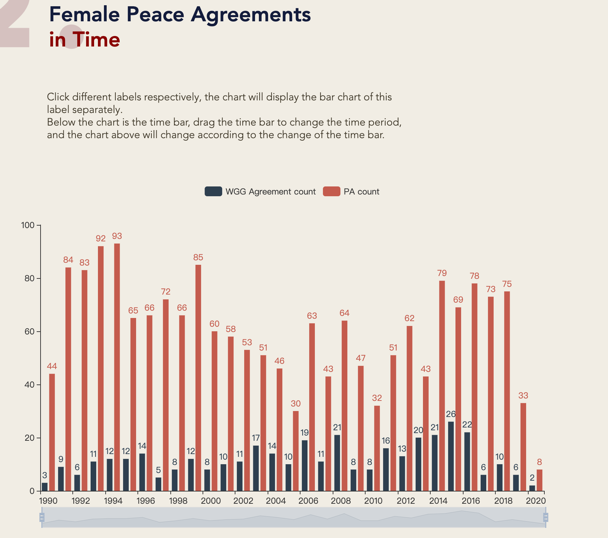 2.
Female Peace Agreements
in Time
Click different labels respectively, the chart will display the bar chart of this
label separately.
Below the chart is the time bar, drag the time bar to change the time period,
and the chart above will change according to the change of the time bar.
WGG Agreement count PA count
100
80
60
40
20
0
3 44 9 84 6 83 11 92 12 93 12 65 14 66 5 72 8 66 12 85 8 60 10 58 11 53 17 51 14 46 10 30 19 63 11 43 21 64 8 47 8 32 16 51 13 62 20 43 21 79 26 69 22 78 6 73 10 75 6 33 2 8
1990 1992 1994 1996 1998 2000 2002 2004 2006 2008 2010 2012 2014 2016 2018 2020